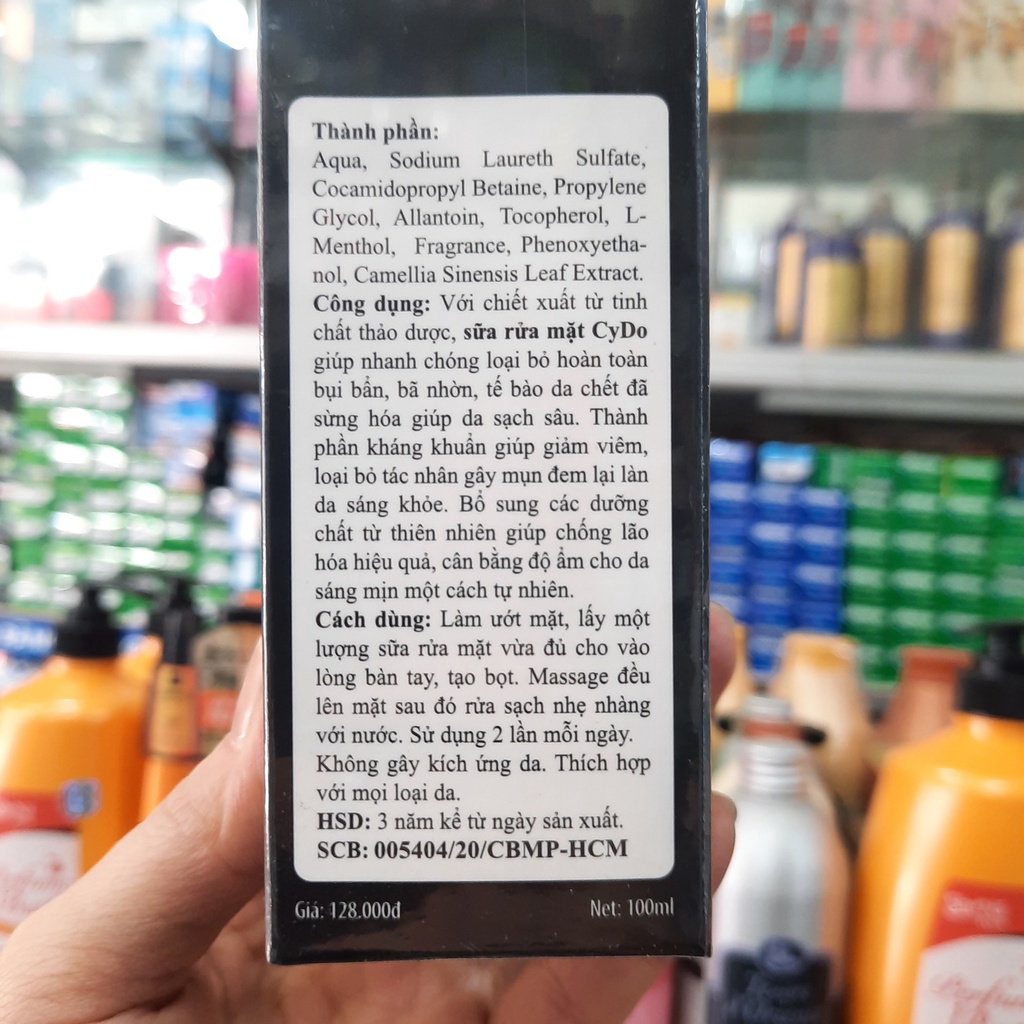 Thành phần:
Aqua, Sodium Laureth Sulfate,
Cocamidopropyl Betaine, Propylene
Glycol, Allantoin, Tocopherol, L-
Menthol, Fragrance, Phenoxyetha-
nol, Camellia Sinensis Leaf Extract.
Công dụng: Với chiết xuất từ tinh
chất thảo dược, sữa rửa mặt CyDo
giúp nhanh chóng loại bỏ hoàn toàn
bụi bẩn, bã nhờn, tế bào da chết đã
sừng hóa giúp da sạch sâu. Thành
phần kháng khuẩn giúp giảm viêm,
loại bỏ tác nhân gây mụn đem lại làn
da sáng khỏe. Bổ sung các dưỡng
chất từ thiên nhiên giúp chống lão
hóa hiệu quả, cân bằng độ ẩm cho da
sáng mịn một cách tự nhiên.
Cách dùng: Làm ướt mặt, lấy một
lượng sữa rửa mặt vừa đủ cho vào
lòng bàn tay, tạo bọt. Massage đều
lên mặt sau đó rửa sạch nhẹ nhàng
với nước. Sử dụng 2 lần mỗi ngày.
Không gây kích ứng da. Thích hợp
với mọi loại da.
HSD: 3 năm kể từ ngày sản xuất.
SCB: 005404/20/CBMP-HCM
Giá: 128.000đ
Net: 100ml